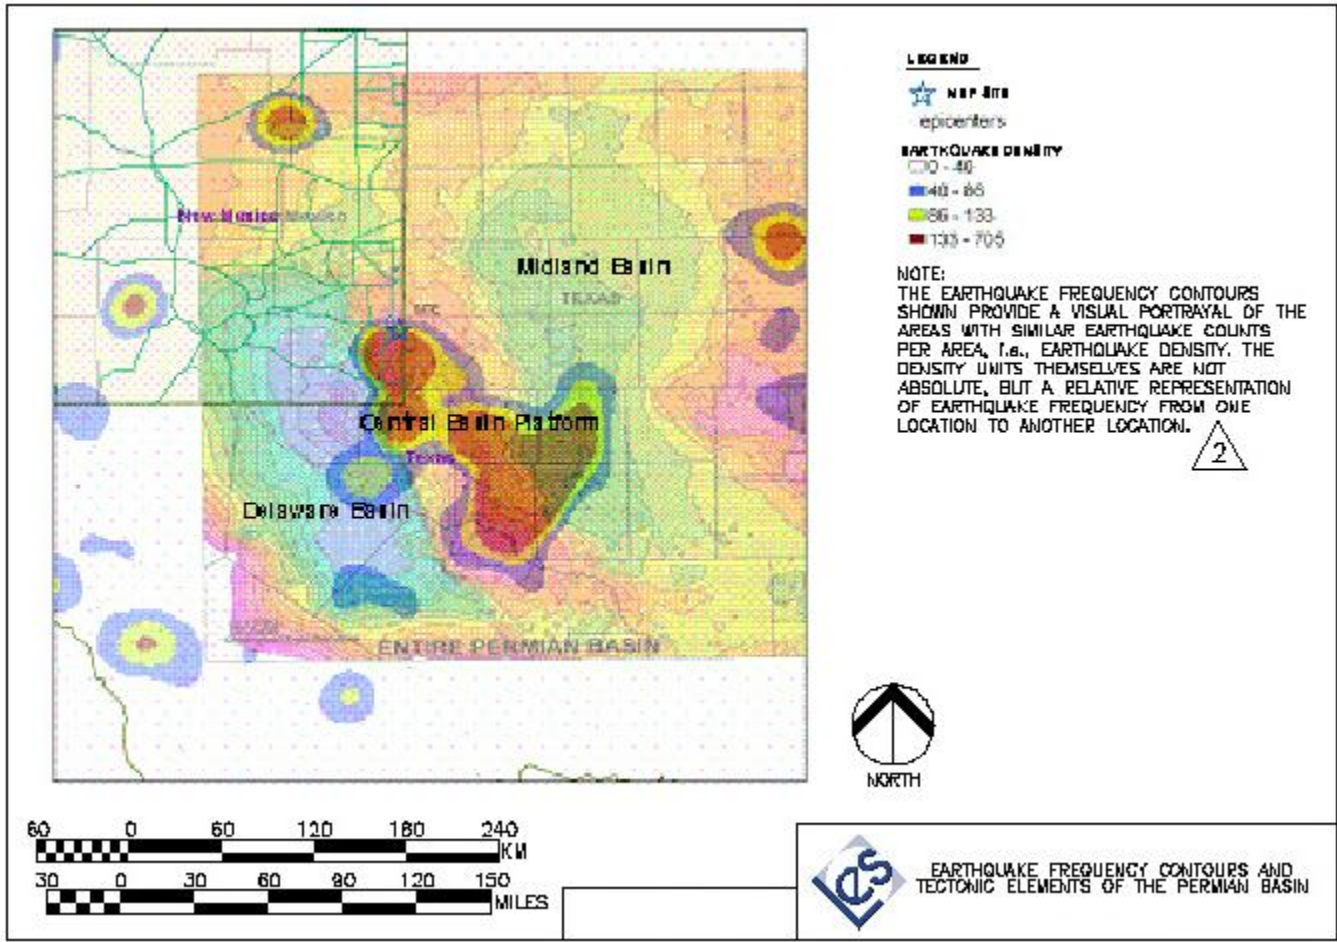 LEGEND
NEF SITE
epicenters
EARTHQUAKE DENSITY
0 - 40
40 - 86
86 - 133
133 - 705
NOTE:
THE EARTHQUAKE FREQUENCY CONTOURS
SHOWN PROVIDE A VISUAL PORTRAYAL OF THE
AREAS WITH SIMILAR EARTHQUAKE COUNTS
PER AREA, i.e., EARTHQUAKE DENSITY. THE
DENSITY UNITS THEMSELVES ARE NOT
ABSOLUTE, BUT A RELATIVE REPRESENTATION
OF EARTHQUAKE FREQUENCY FROM ONE
LOCATION TO ANOTHER LOCATION.
2
New Mexico
Midland Basin
TEXAS
Central Basin Platform
Texas
Delaware Basin
ENTIRE PERMIAN BASIN
NORTH
60 0 60 120 180 240
KM
30 0 30 60 90 120 150
MILES
LES
EARTHQUAKE FREQUENCY CONTOURS AND
TECTONIC ELEMENTS OF THE PERMIAN BASIN